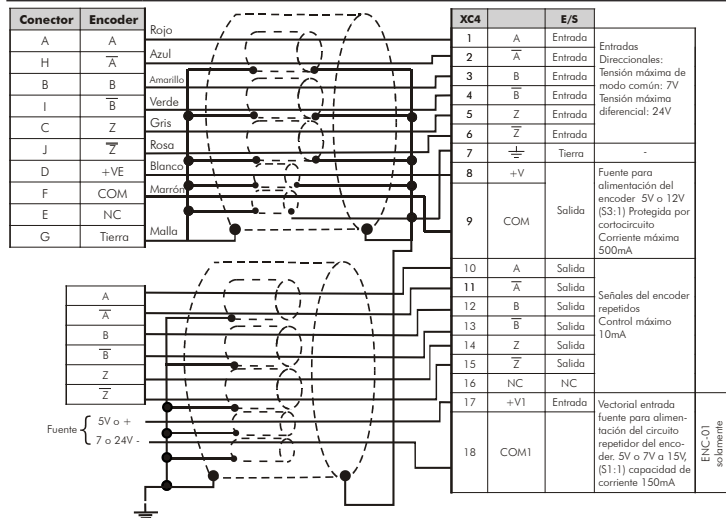 Conector Encoder
A A
H A̅
B B
I B̅
C Z
J Z̅
D +VE
F COM
E NC
G Tierra
Rojo
Azul
Amarillo
Verde
Gris
Rosa
Blanco
Marrón
Malla
XC4 E/S
1 A Entrada
2 A̅ Entrada
3 B Entrada
4 B̅ Entrada
5 Z Entrada
6 Z̅ Entrada
Entradas
Direccionales:
Tensión máxima de
modo común: 7V
Tensión máxima
diferencial: 24V
7 Tierra -
8 +V
9 COM
Salida
Fuente para
alimentación del
encoder 5V o 12V
(S3:1) Protegida por
cortocircuito
Corriente máxima
500mA
10 A Salida
11 A̅ Salida
12 B Salida
13 B̅ Salida
14 Z Salida
15 Z̅ Salida
16 NC NC
Señales del encoder
repetidos
Control máximo
10mA
17 +V1 Entrada
18 COM1
Vectorial entrada
fuente para alimen-
tación del circuito
repetidor del enco-
der. 5V o 7V a 15V,
(S1:1) capacidad de
corriente 150mA
ENC-01
solamente
A
A̅
B
B̅
Z
Z̅
Fuente
5V o +
7 o 24V -